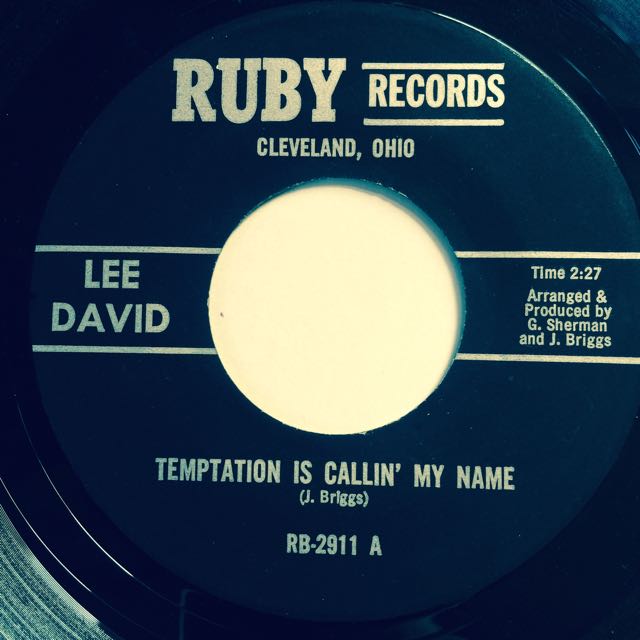 RUBY RECORDS
CLEVELAND, OHIO
LEE
DAVID
Time 2:27
Arranged &
Produced by
G. Sherman
and J. Briggs
TEMPTATION IS CALLIN' MY NAME
(J. Briggs)
RB-2911 A